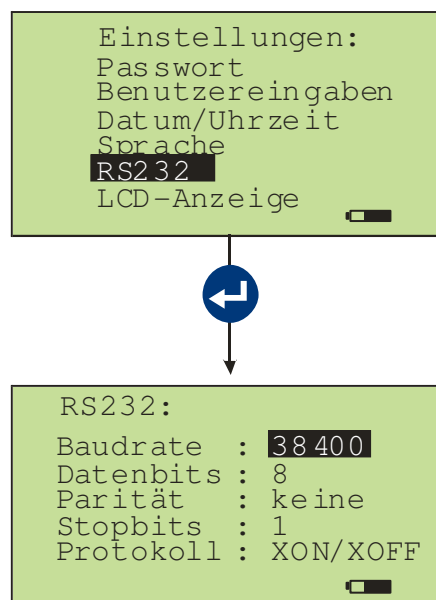 Einstellungen:
Passwort
Benutzereingaben
Datum/Uhrzeit
Sprache
RS232
LCD-Anzeige
RS232:
Baudrate : 38400
Datenbits : 8
Parität : keine
Stopbits : 1
Protokoll : XON/XOFF